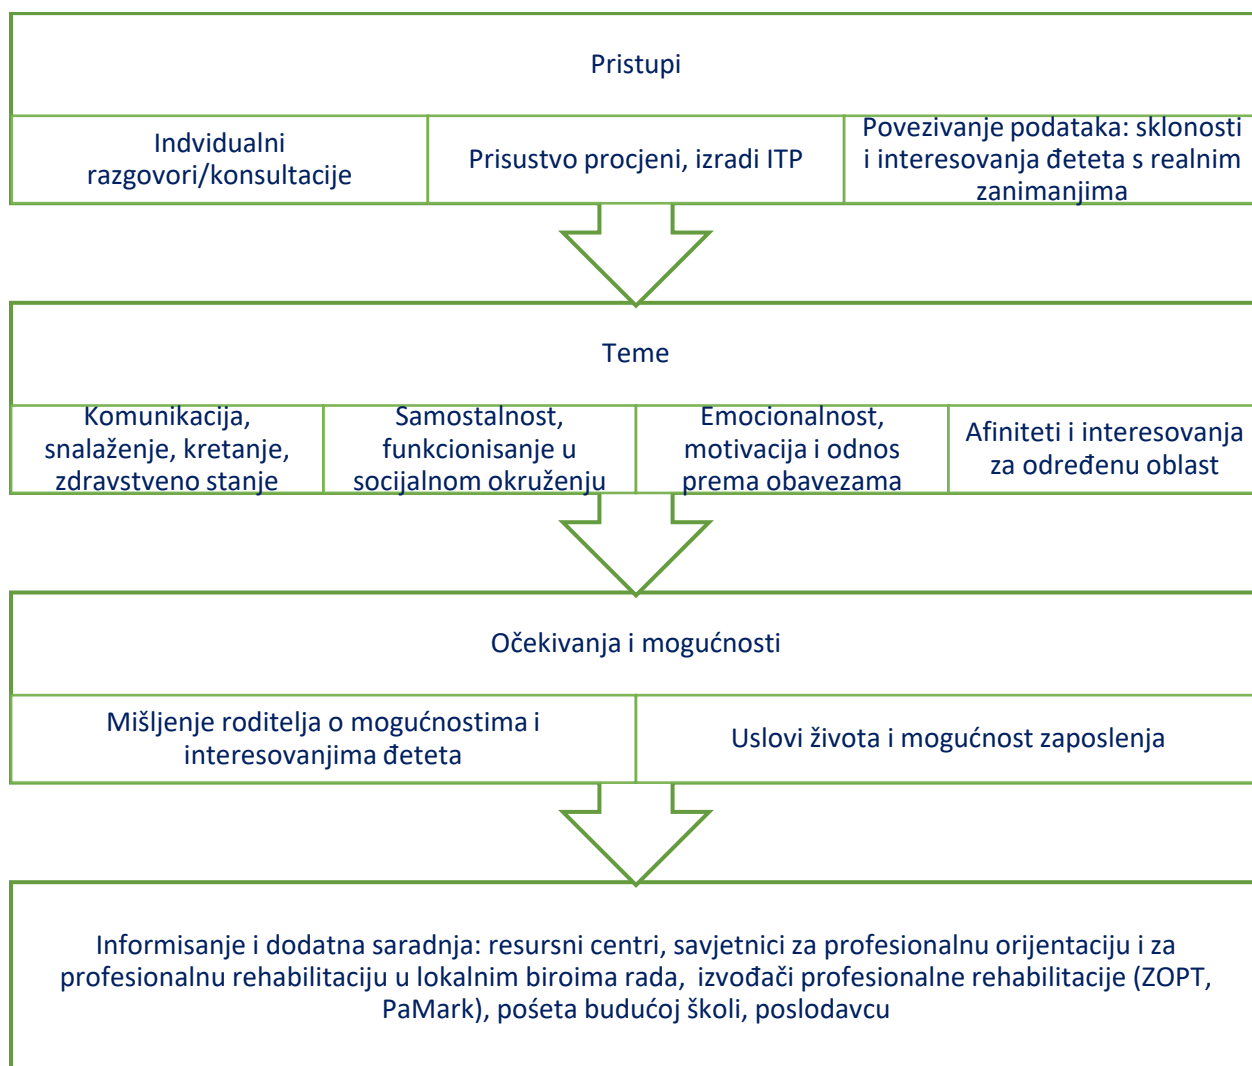 Pristupi
Indvidualni
razgovori/konsultacije
Prisustvo procjeni, izradi ITP
Povezivanje podataka: sklonosti
i interesovanja đeteta s realnim
zanimanjima
Teme
Komunikacija,
snalaženje, kretanje,
zdravstveno stanje
Samostalnost,
funkcionisanje u
socijalnom okruženju
Emocionalnost,
motivacija i odnos
prema obavezama
Afiniteti i interesovanja
za određenu oblast
Očekivanja i mogućnosti
Mišljenje roditelja o mogućnostima i
interesovanjima đeteta
Uslovi života i mogućnost zaposlenja
Informisanje i dodatna saradnja: resursni centri, savjetnici za profesionalnu orijentaciju i za
profesionalnu rehabilitaciju u lokalnim biroima rada, izvođači profesionalne rehabilitacije (ZOPT,
PaMark), pośeta budućoj školi, poslodavcu